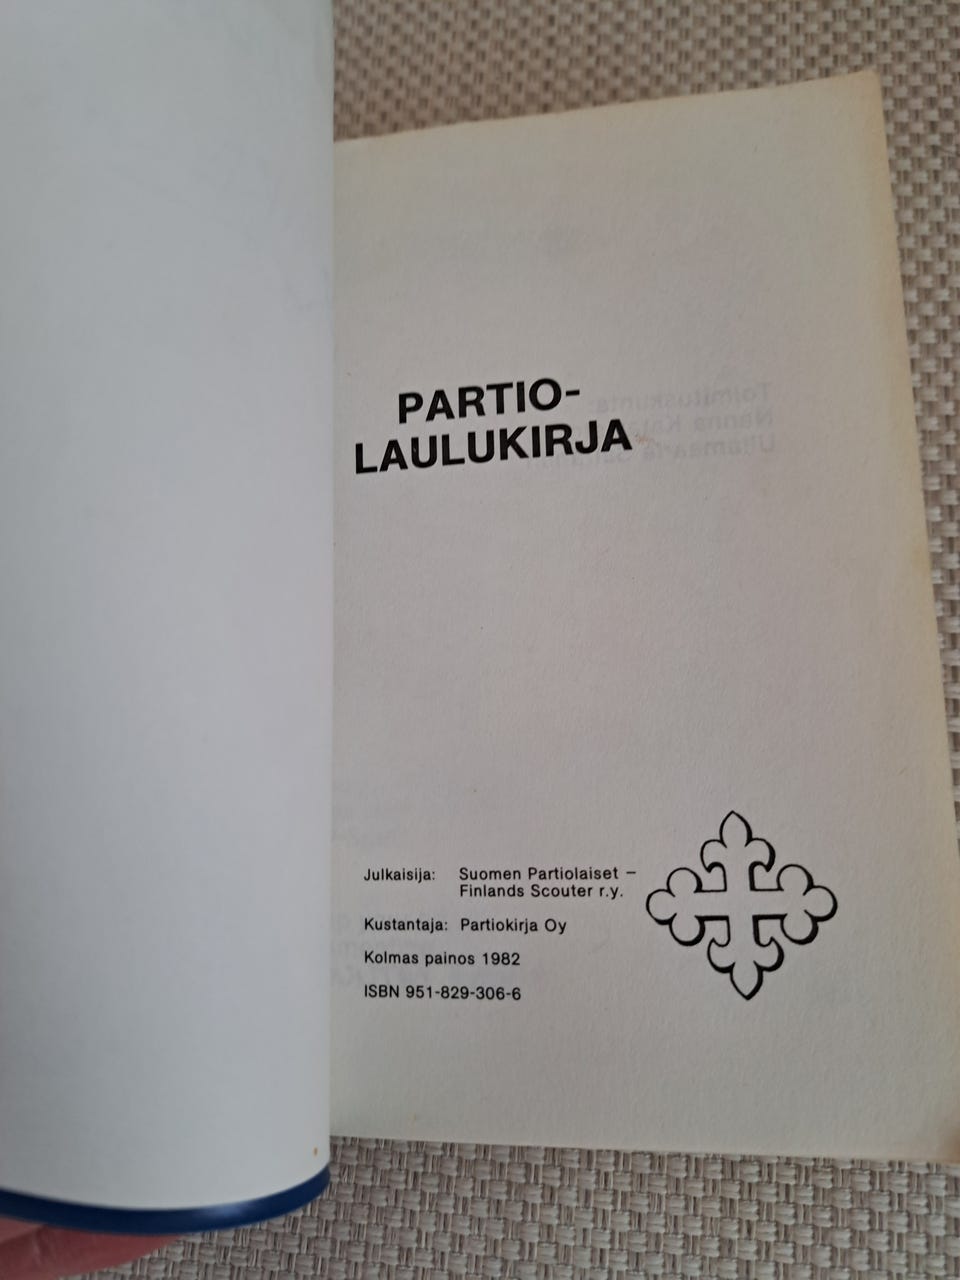 PARTIO-
LAULUKIRJA
Julkaisija: Suomen Partiolaiset –
Finlands Scouter r.y.
Kustantaja: Partiokirja Oy
Kolmas painos 1982
ISBN 951-829-306-6